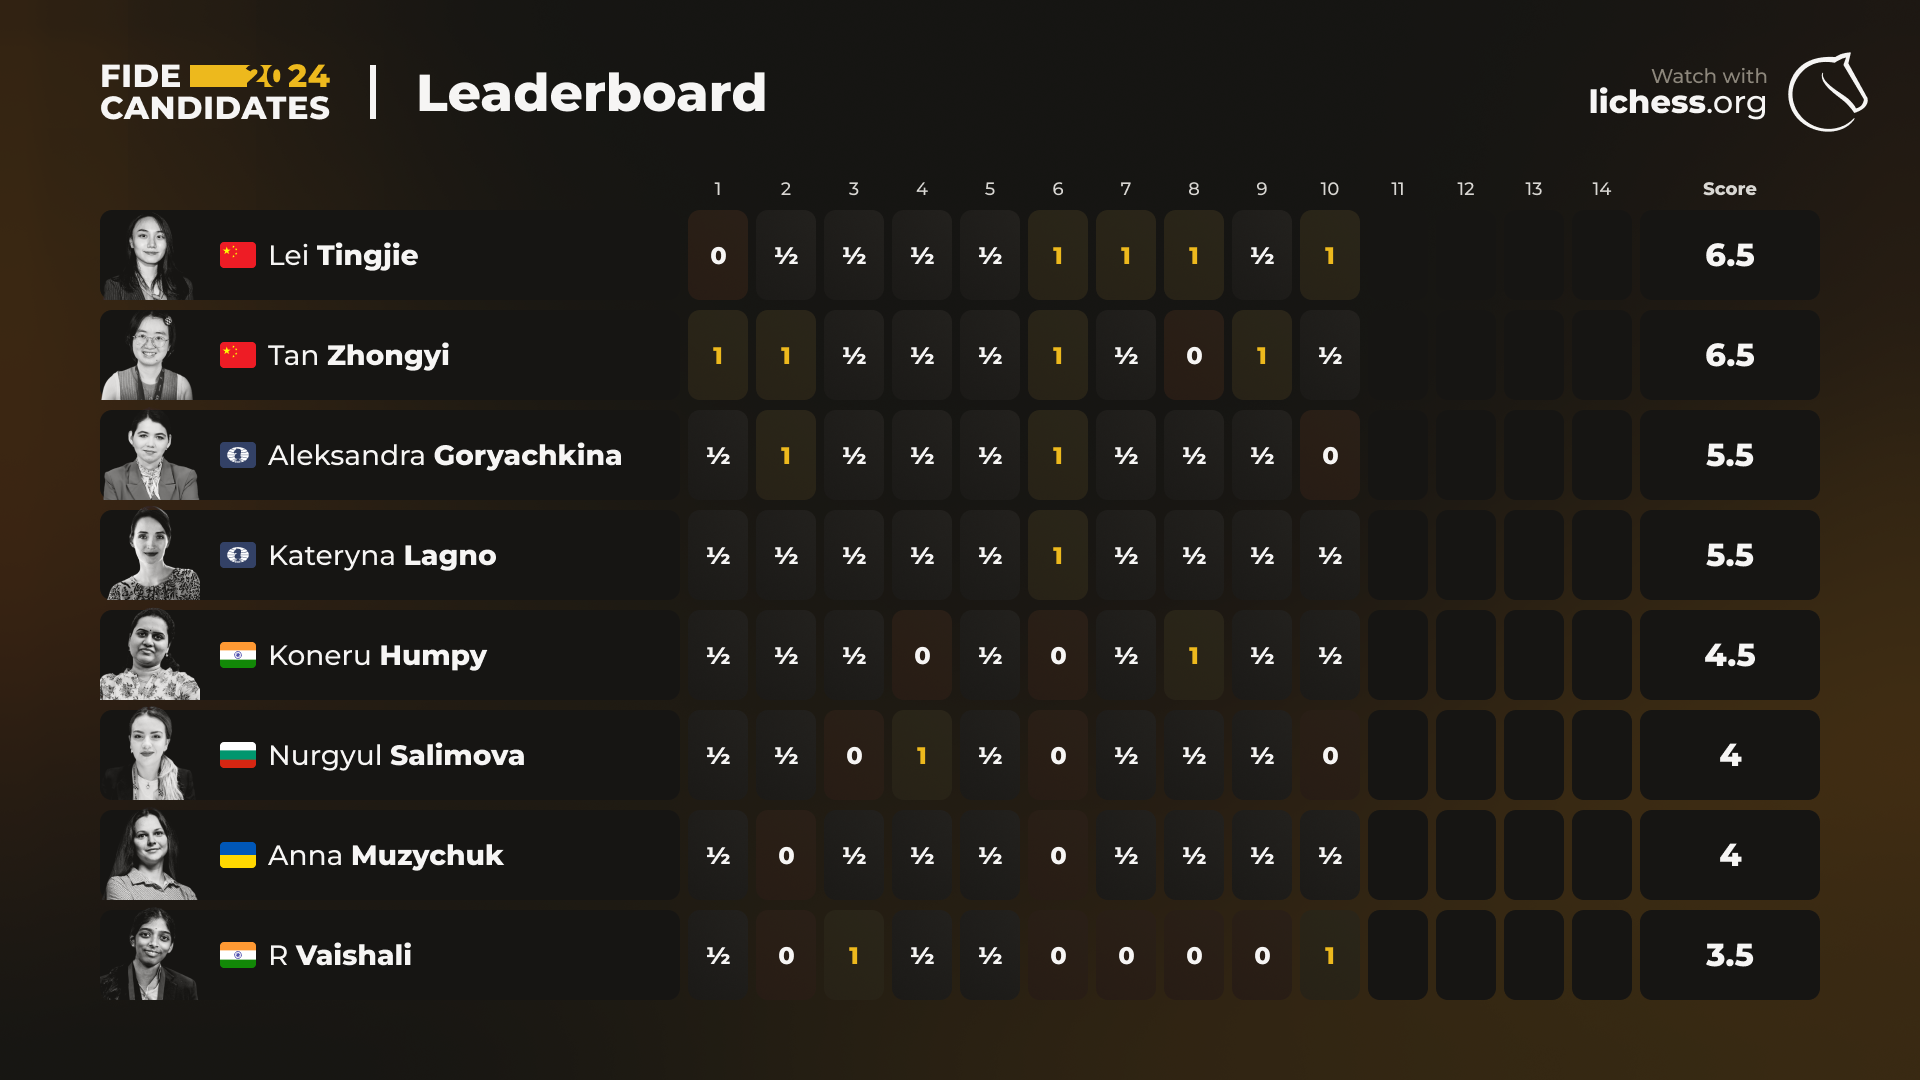 FIDE 2024
CANDIDATES
Leaderboard
Watch with
lichess.org
1 2 3 4 5 6 7 8 9 10 11 12 13 14 Score
Lei Tingjie 0 ½ ½ ½ ½ 1 1 1 ½ 1 6.5
Tan Zhongyi 1 1 ½ ½ ½ 1 ½ 0 1 ½ 6.5
Aleksandra Goryachkina ½ 1 ½ ½ ½ 1 ½ ½ ½ 0 5.5
Kateryna Lagno ½ ½ ½ ½ ½ 1 ½ ½ ½ ½ 5.5
Koneru Humpy ½ ½ ½ 0 ½ 0 ½ 1 ½ ½ 4.5
Nurgyul Salimova ½ ½ 0 1 ½ 0 ½ ½ ½ 0 4
Anna Muzychuk ½ 0 ½ ½ ½ 0 ½ ½ ½ ½ 4
R Vaishali ½ 0 1 ½ ½ 0 0 0 0 1 3.5